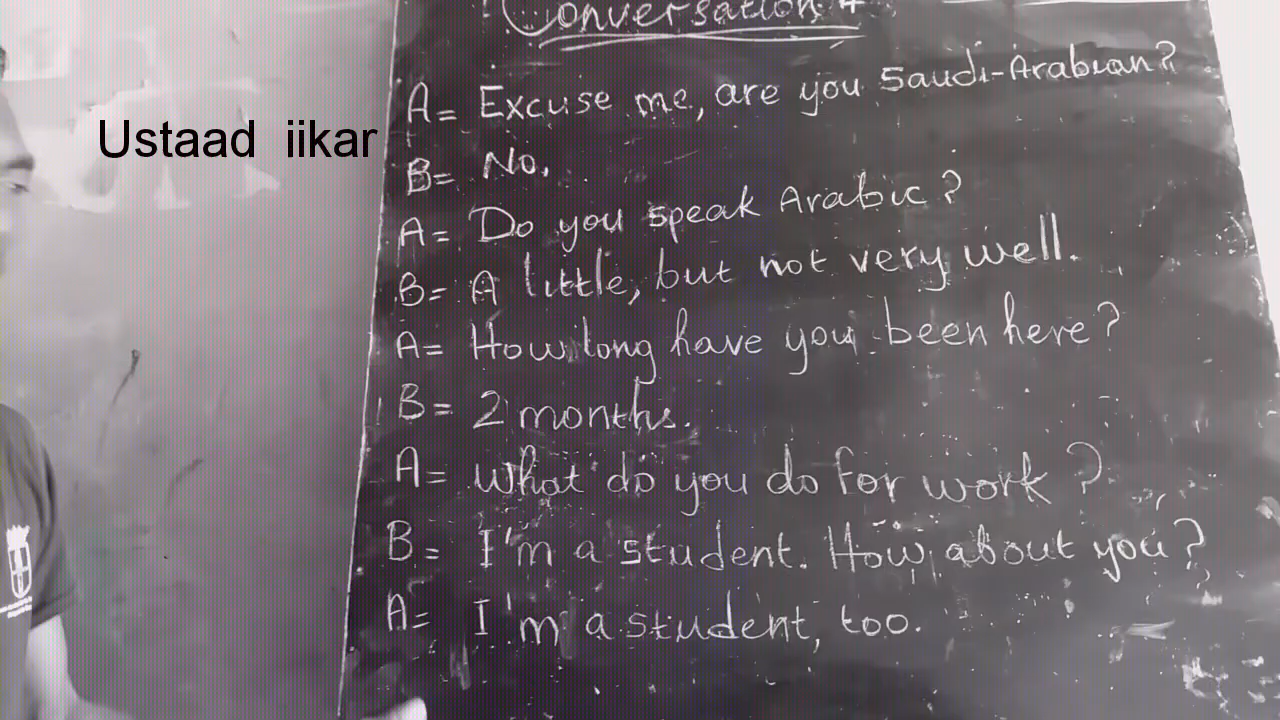 Conversation 4
A= Excuse me, are you Saudi-Arabian?
Ustaad iikar
B= No.
A= Do you speak Arabic?
B= A little, but not very well.
A= How long have you been here?
B= 2 months.
A= What do you do for work?
B= I'm a student. How about you?
A= I'm a student, too.